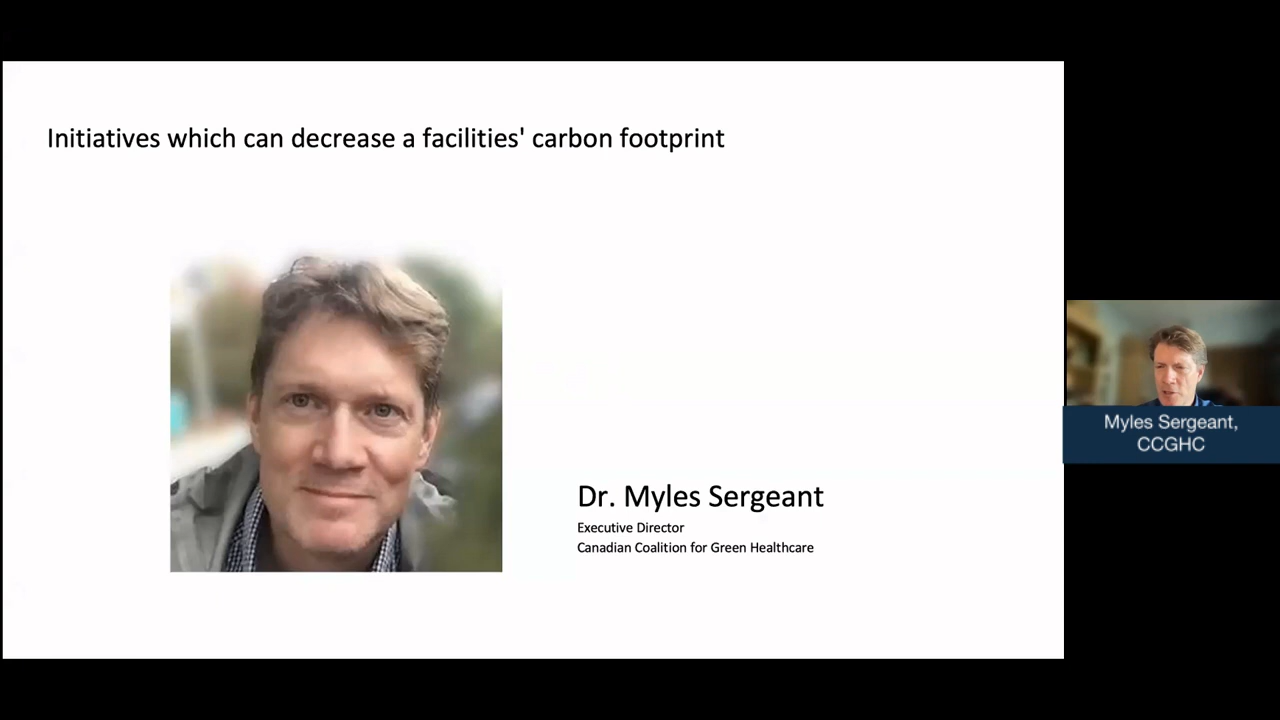 Initiatives which can decrease a facilities' carbon footprint
Dr. Myles Sergeant
Executive Director
Canadian Coalition for Green Healthcare
Myles Sergeant,
CCGHC